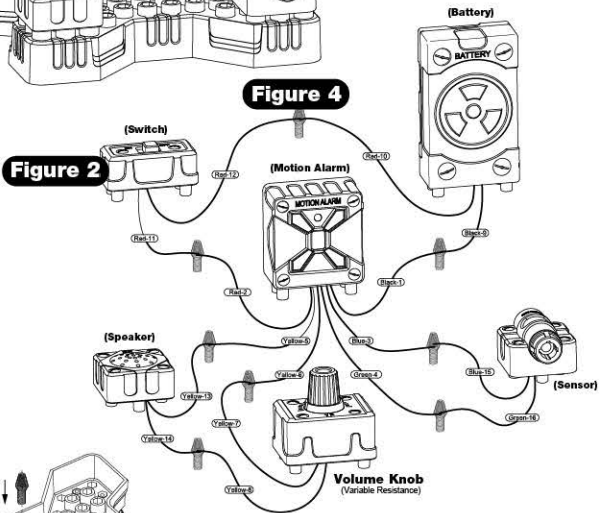 (Battery)
BATTERY
Figure 4
(Switch)
Figure 2
Red-12
Red-10
(Motion Alarm)
MOTION ALARM
Red-11
Black-9
Red-2
Black-1
(Speaker)
Yellow-5
Blue-3
Yellow-6
Green-4
Blue-15
(Sensor)
Yellow-13
Yellow-7
Green-16
Yellow-14
Volume Knob
(Variable Resistance)
Yellow-8